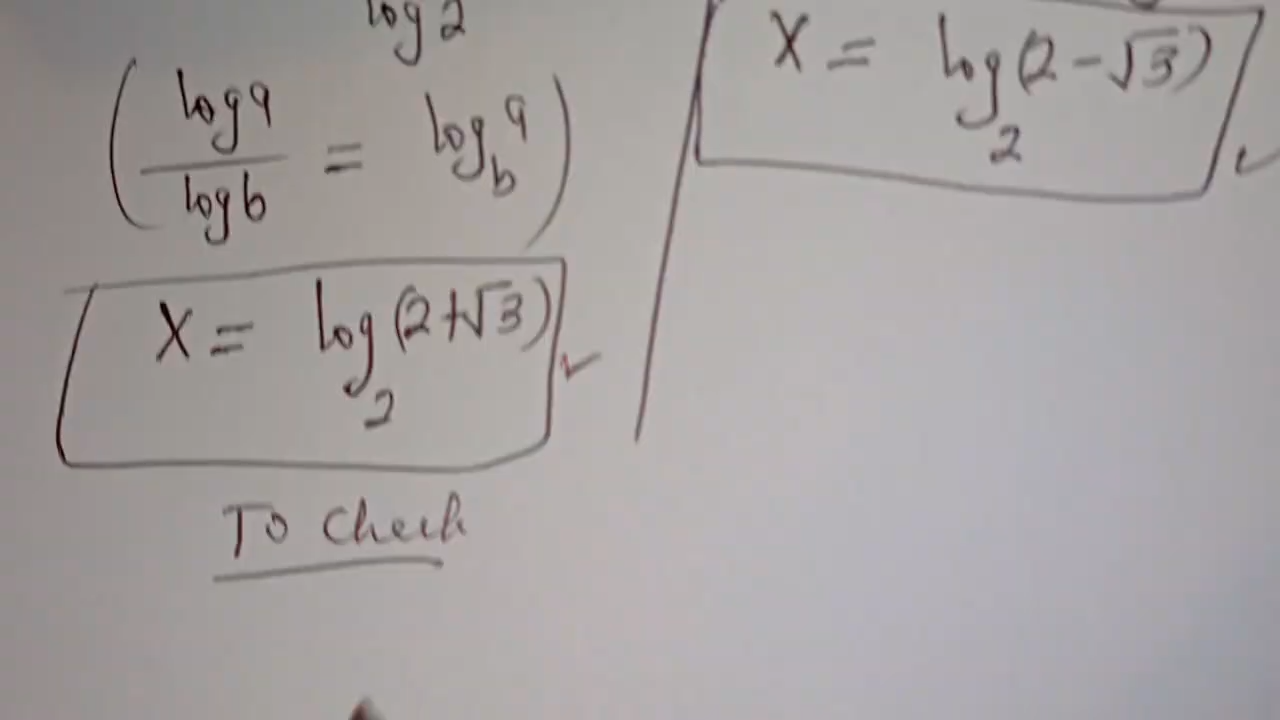 log 2
(log a / log b = log_b a)
X = log_2 (2+√3)
To Check
X = log_2 (2-√3)